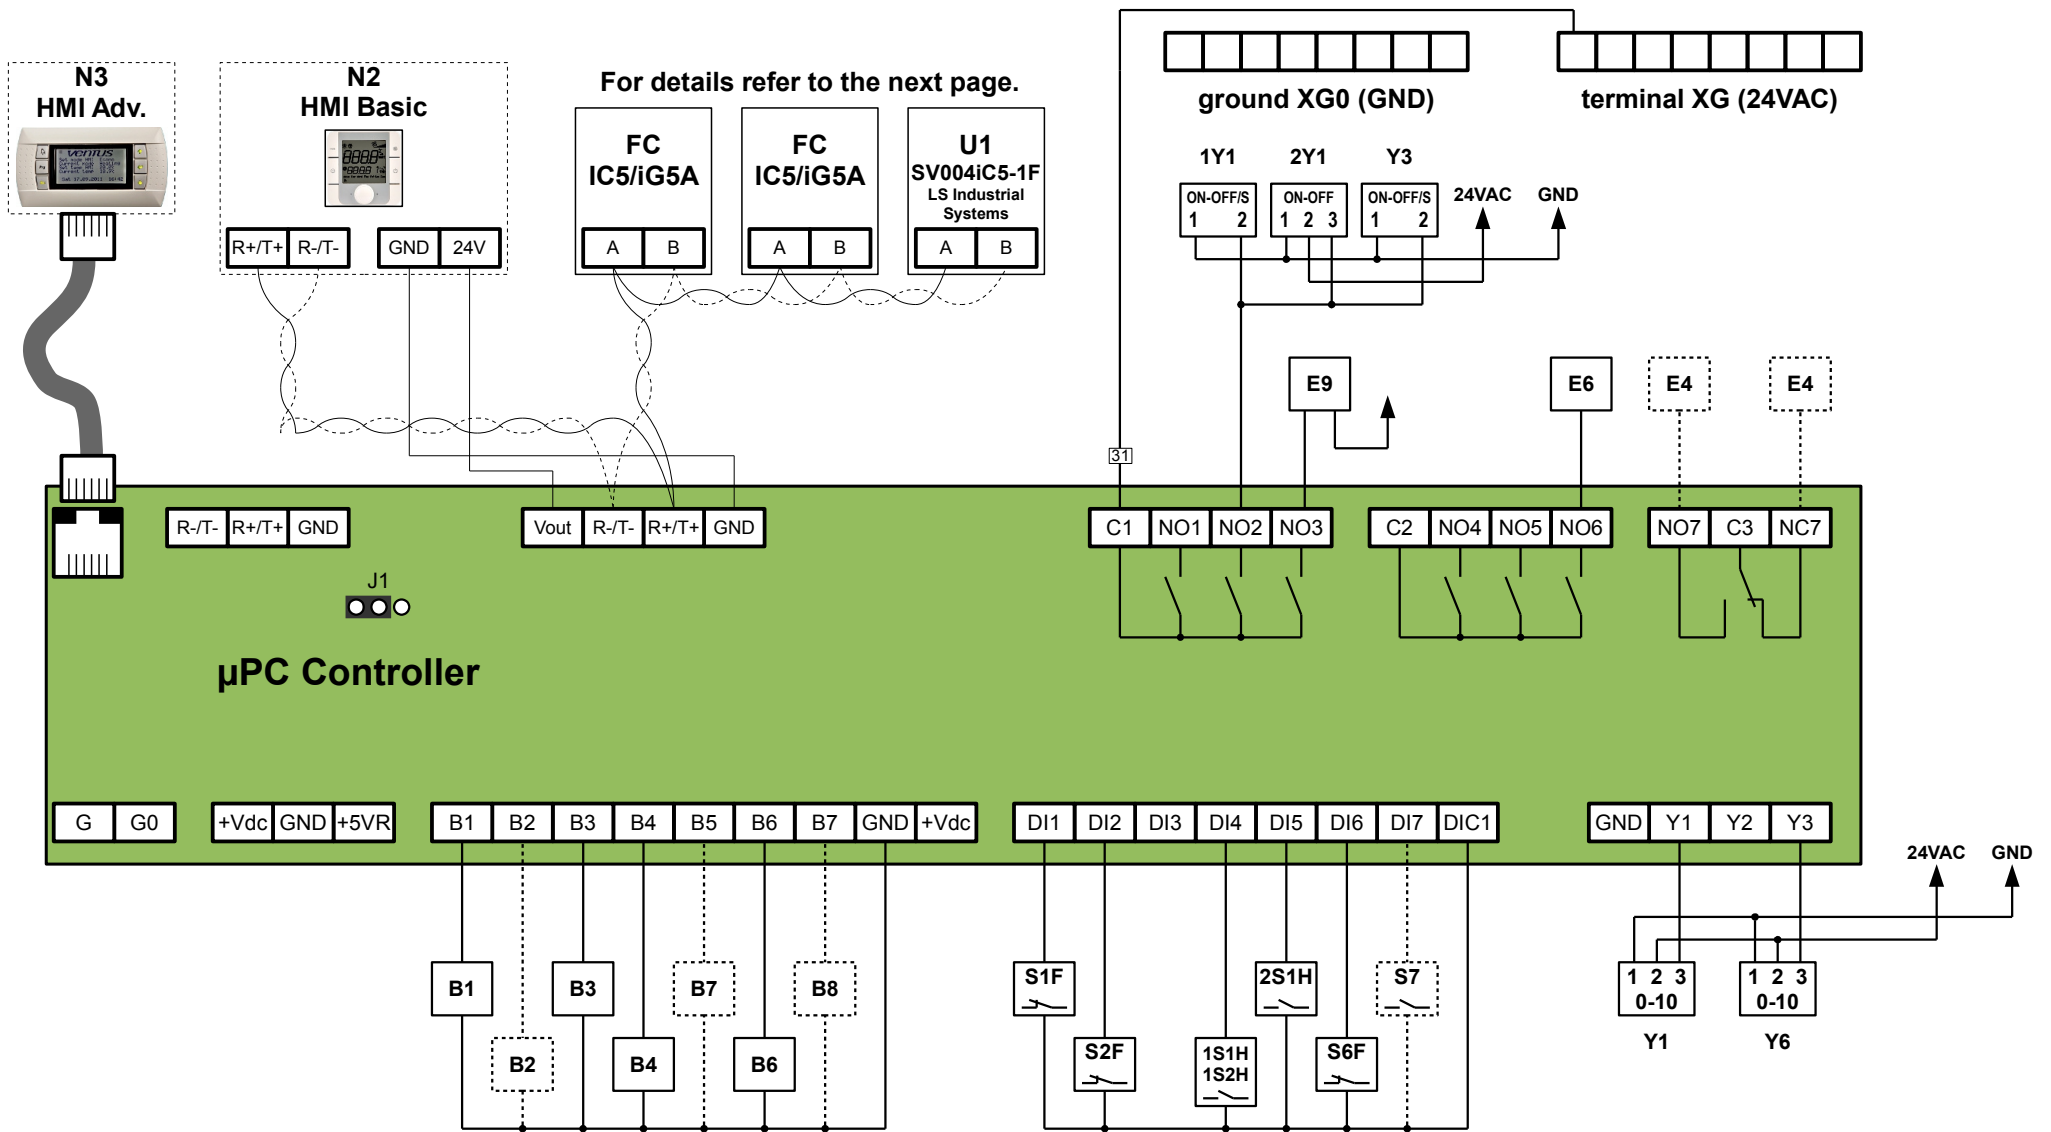 N3
HMI Adv.
ventus
N2
HMI Basic
R+/T+ R-/T- GND 24V
For details refer to the next page.
FC
IC5/iG5A
A B
FC
IC5/iG5A
A B
U1
SV004iC5-1F
LS Industrial
Systems
A B
ground XG0 (GND)
terminal XG (24VAC)
1Y1 2Y1 Y3
ON-OFF/S
1 2
ON-OFF
1 2 3
ON-OFF/S
1 2
24VAC GND
E9 E6 E4 E4
31
R-/T- R+/T+ GND
Vout R-/T- R+/T+ GND
C1 NO1 NO2 NO3
C2 NO4 NO5 NO6
NO7 C3 NC7
J1
µPC Controller
G G0
+Vdc GND +5VR
B1 B2 B3 B4 B5 B6 B7 GND +Vdc
DI1 DI2 DI3 DI4 DI5 DI6 DI7 DIC1
GND Y1 Y2 Y3
24VAC GND
B1 B3 B7 B8
B2 B4 B6
S1F 2S1H S7
S2F
1S1H
1S2H
S6F
1 2 3
0-10
Y1
1 2 3
0-10
Y6